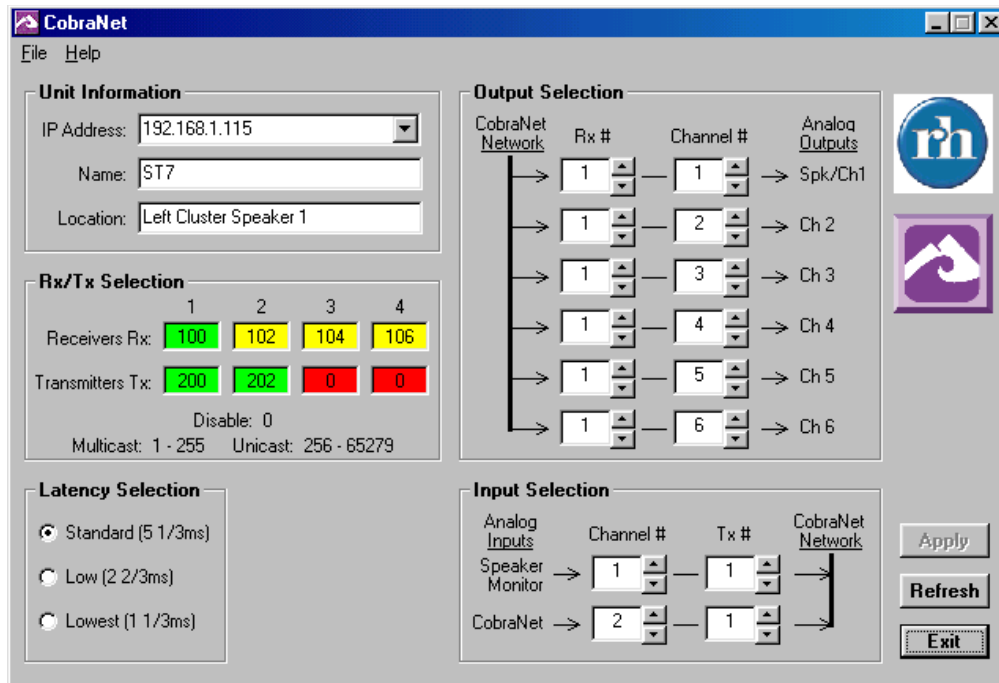 CobraNet
File Help
Unit Information
IP Address: 192.168.1.115
Name: ST7
Location: Left Cluster Speaker 1
Rx/Tx Selection
1 2 3 4
Receivers Rx: 100 102 104 106
Transmitters Tx: 200 202 0 0
Disable: 0
Multicast: 1 - 255 Unicast: 256 - 65279
Latency Selection
Standard (5 1/3ms)
Low (2 2/3ms)
Lowest (1 1/3ms)
Output Selection
CobraNet Network Rx # Channel # Analog Outputs
1 1 Spk/Ch1
1 2 Ch 2
1 3 Ch 3
1 4 Ch 4
1 5 Ch 5
1 6 Ch 6
Input Selection
Analog Inputs Channel # Tx # CobraNet Network
Speaker Monitor 1 1
CobraNet 2 1
rh
Apply
Refresh
Exit